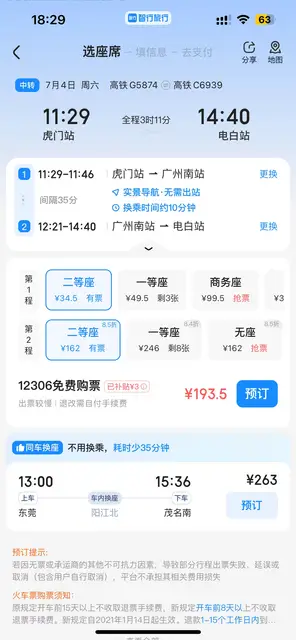 18:29
智行旅行
63
选座席 — 填信息 — 去支付
分享
地图
中转 7月4日 周六 高铁 G5874 高铁 C6939
11:29 全程3时11分 14:40
虎门站 电白站
1 11:29-11:46 虎门站 → 广州南站 更换
间隔35分
实景导航·无需出站
换乘时间约10分钟
2 12:21-14:40 广州南站 → 电白站 更换
第1程
二等座 一等座 商务座
¥34.5 有票 ¥49.5 剩3张 ¥99.5 抢票 ¥3
第2程
8.5折 8.4折 8.5折
二等座 一等座 无座
¥162 有票 ¥246 剩8张 ¥162 抢票
12306免费购票 已补贴¥3 ¥193.5 预订
出票较慢 | 退改需自付手续费
同车换座 不用换乘，耗时少35分钟
13:00 15:36 ¥263
上车 车内换座 下车
东莞 阳江北 茂名南
预订
预订提示:
若因无票或承运商的其他不可抗力因素、导致部分行程出票失败、延误或
取消（包含用户自行取消），平台不承担其相关费用损失
火车票购票须知:
原规定开车前15天以上不收取退票手续费，新规定开车前8天以上不收取
退票手续费。新规定自2021年1月14日起生效。退款1-15个工作日内到